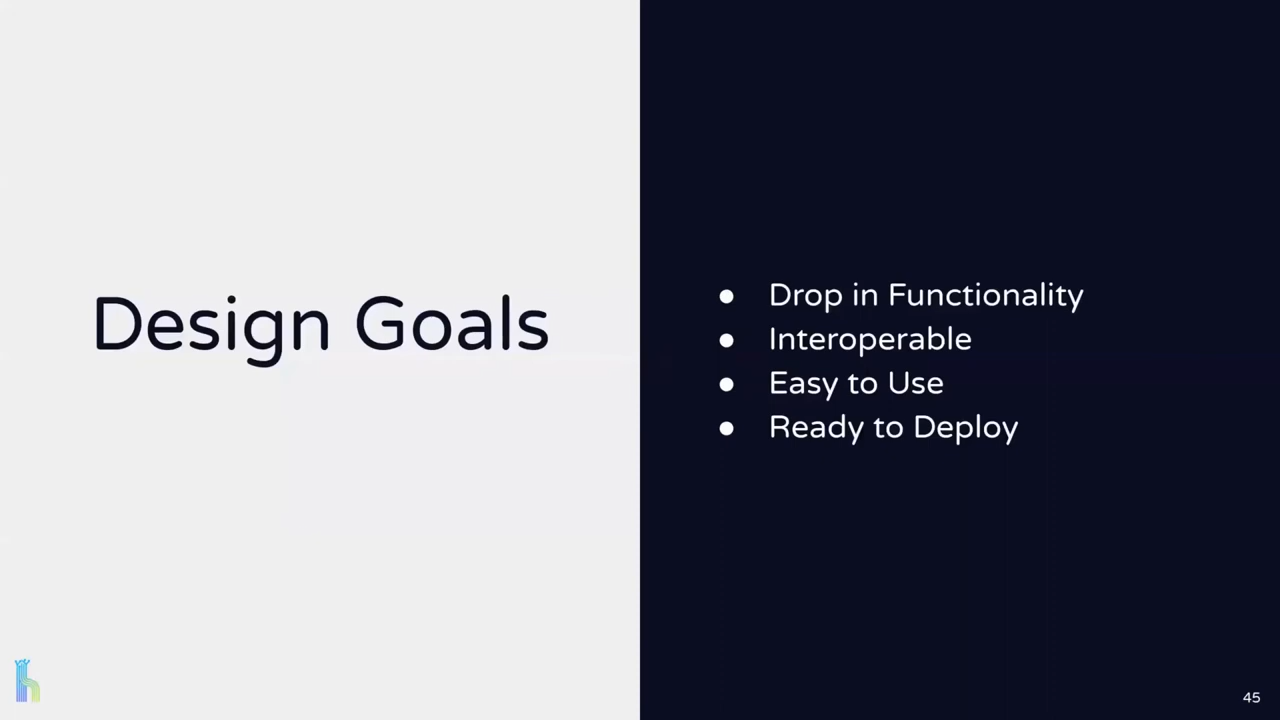 Design Goals
● Drop in Functionality
● Interoperable
● Easy to Use
● Ready to Deploy
45